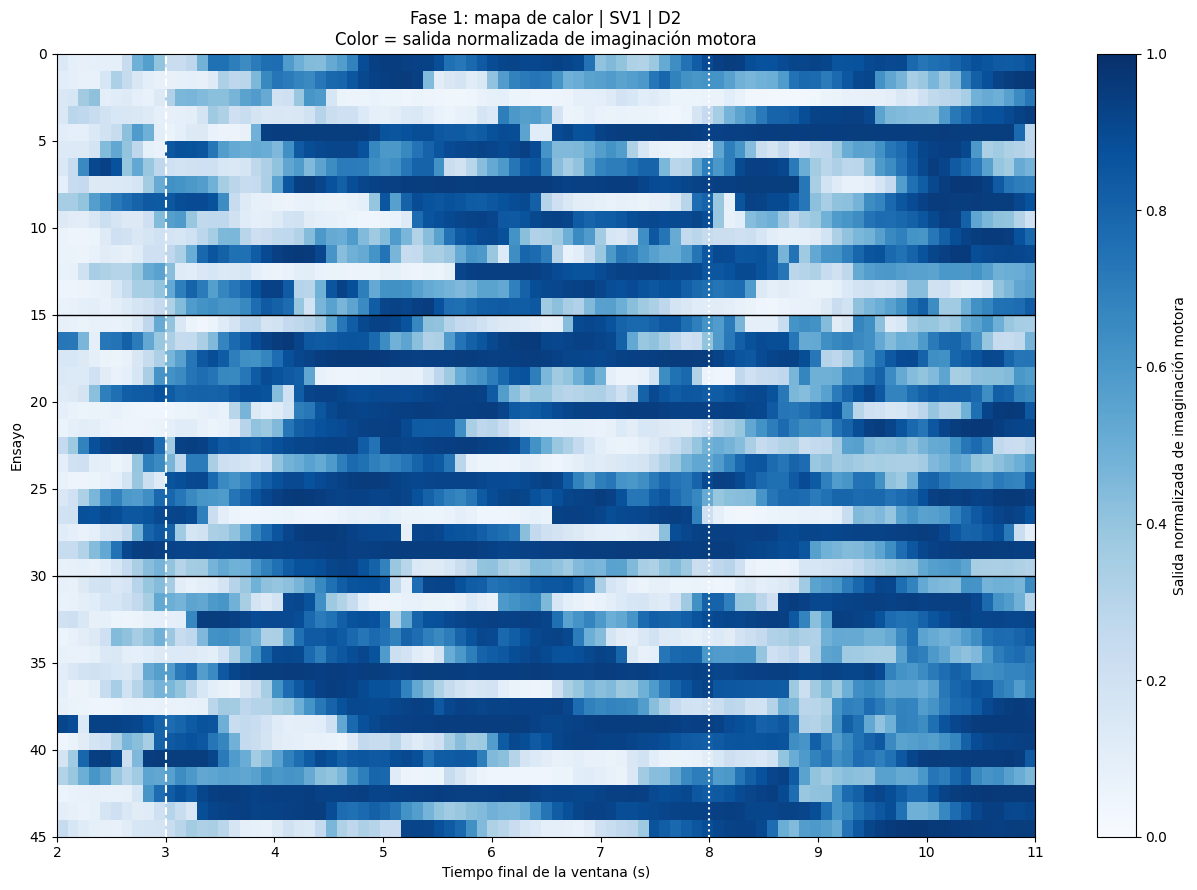 Fase 1: mapa de calor | SV1 | D2
Color = salida normalizada de imaginación motora
0
5
10
15
20
25
30
35
40
45
Ensayo
2 3 4 5 6 7 8 9 10 11
Tiempo final de la ventana (s)
1.0
0.8
0.6
0.4
0.2
0.0
Salida normalizada de imaginación motora